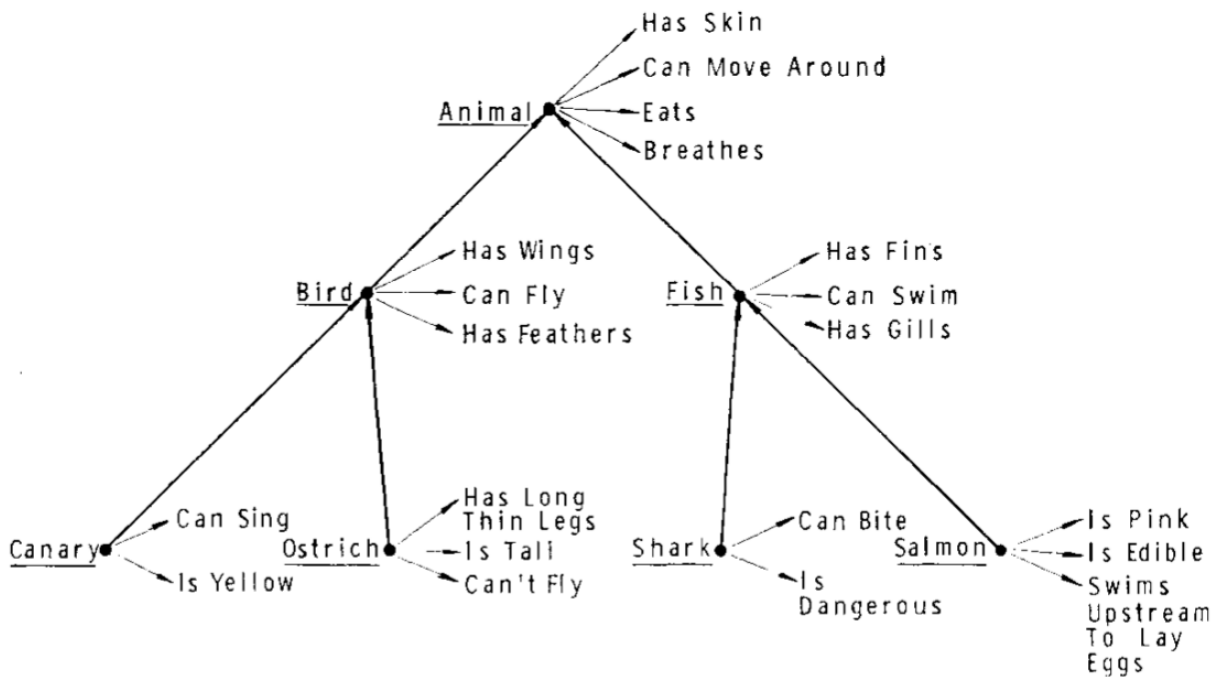 Has Skin
Can Move Around
Animal
Eats
Breathes
Has Wings
Bird
Can Fly
Has Feathers
Has Fins
Fish
Can Swim
Has Gills
Canary
Can Sing
Is Yellow
Ostrich
Has Long
Thin Legs
Is Tall
Can't Fly
Shark
Can Bite
Is
Dangerous
Salmon
Is Pink
Is Edible
Swims
Upstream
To Lay
Eggs